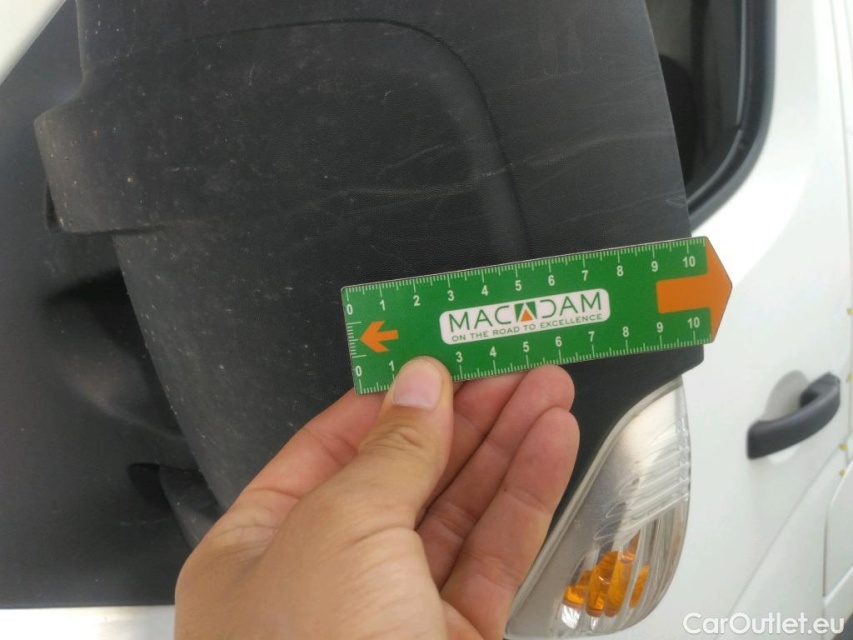 0 1 2 3 4 5 6 7 8 9 10
MACADAM
ON THE ROAD TO EXCELLENCE
0 1 3 4 5 6 7 8 9 10
CarOutlet.eu